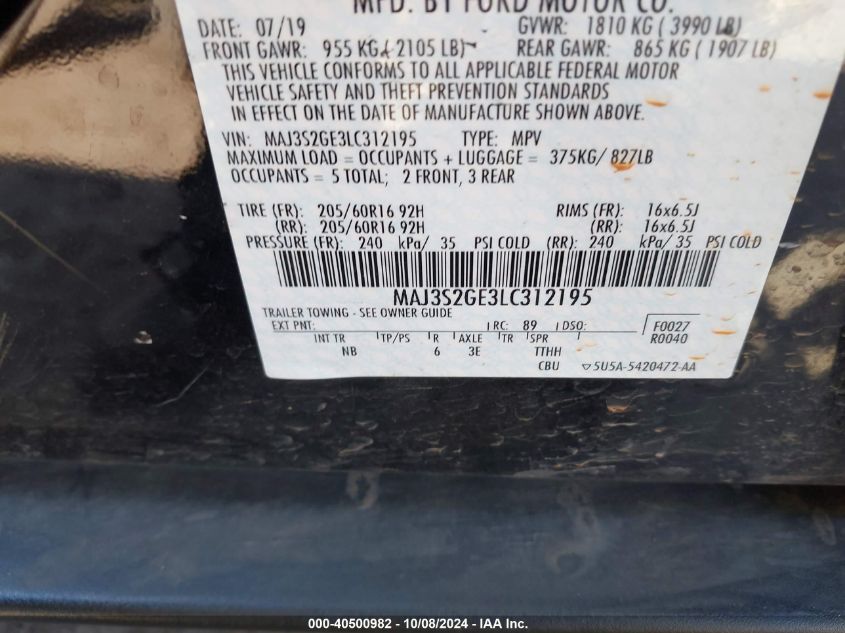 MFD. BY FORD MOTOR CO.
DATE: 07/19 GVWR: 1810 KG ( 3990 LB)
FRONT GAWR: 955 KG ( 2105 LB) REAR GAWR: 865 KG ( 1907 LB)
THIS VEHICLE CONFORMS TO ALL APPLICABLE FEDERAL MOTOR
VEHICLE SAFETY AND THEFT PREVENTION STANDARDS
IN EFFECT ON THE DATE OF MANUFACTURE SHOWN ABOVE.
VIN: MAJ3S2GE3LC312195 TYPE: MPV
MAXIMUM LOAD = OCCUPANTS + LUGGAGE = 375KG/ 827LB
OCCUPANTS = 5 TOTAL; 2 FRONT, 3 REAR
TIRE (FR): 205/60R16 92H RIMS (FR): 16x6.5J
(RR): 205/60R16 92H (RR): 16x6.5J
PRESSURE (FR): 240 kPa/ 35 PSI COLD (RR): 240 kPa/ 35 PSI COLD
MAJ3S2GE3LC312195
TRAILER TOWING - SEE OWNER GUIDE
EXT PNT: RC: 89 DSO: F0027
INT TR TP/PS R AXLE TR SPR R0040
NB 6 3E TTHH
CBU 5U5A-5420472-AA
000-40500982 - 10/08/2024 - IAA Inc.